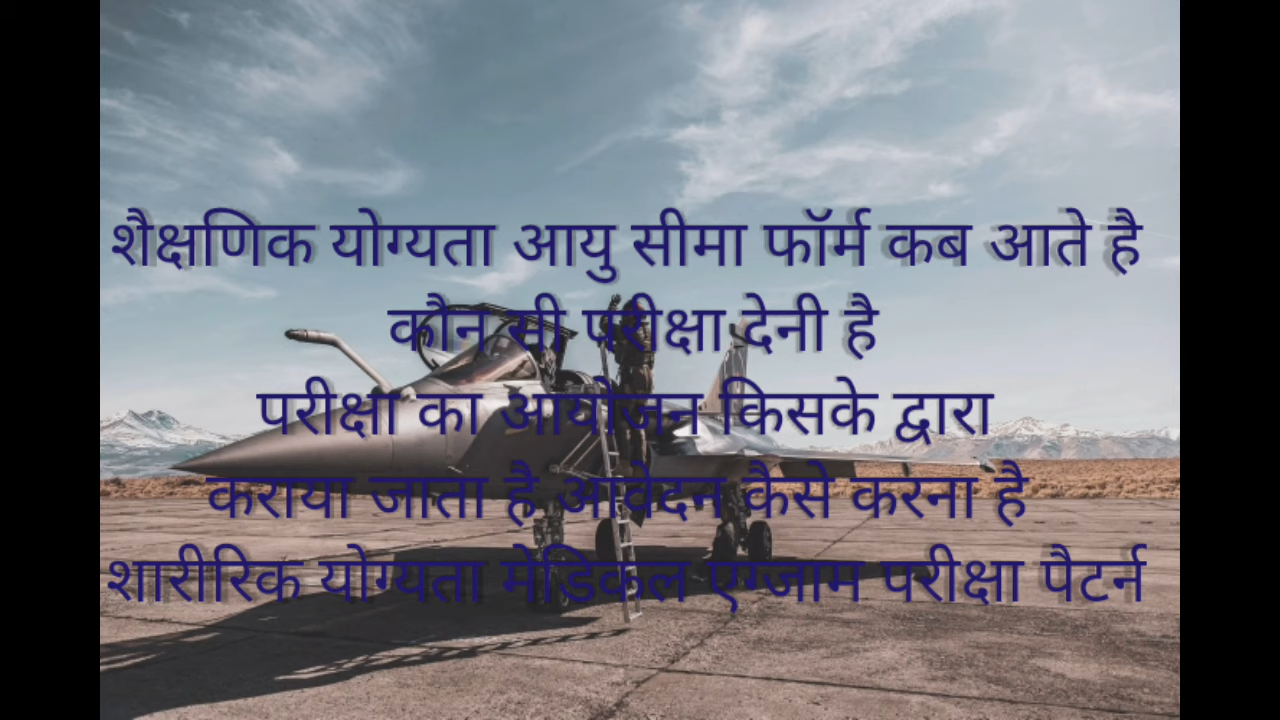 शैक्षणिक योग्यता आयु सीमा फॉर्म कब आते है
कौन सी परीक्षा देनी है
परीक्षा का आयोजन किसके द्वारा
कराया जाता है आवेदन कैसे करना है
शारीरिक योग्यता मेडिकल एग्जाम परीक्षा पैटर्न